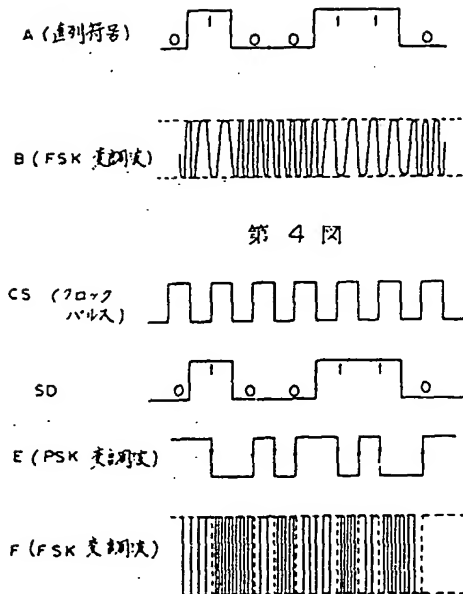 A (直列符号)
0 1 0 0 1 1 0
B (FSK 変調波)
第 4 図
CS (クロック
パルス)
SD
0 1 0 0 1 1 0
E (PSK 変調波)
F (FSK 変調波)